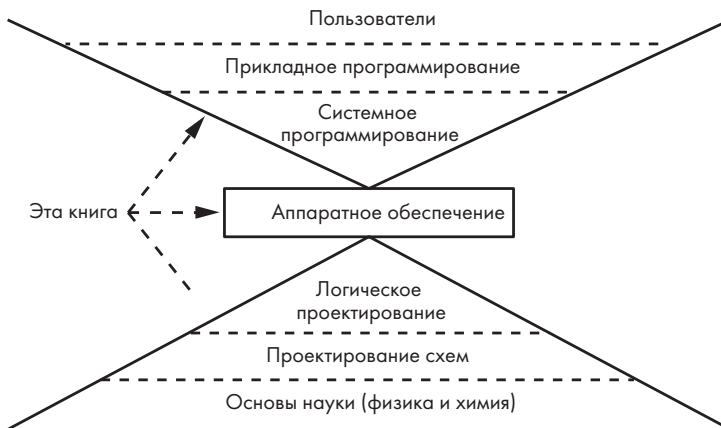 Пользователи
Прикладное программирование
Системное
программирование
Эта книга
Аппаратное обеспечение
Логическое
проектирование
Проектирование схем
Основы науки (физика и химия)